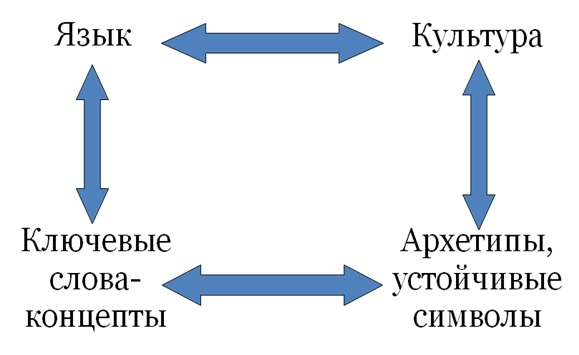 Язык
Культура
Ключевые
слова-
концепты
Архетипы,
устойчивые
символы